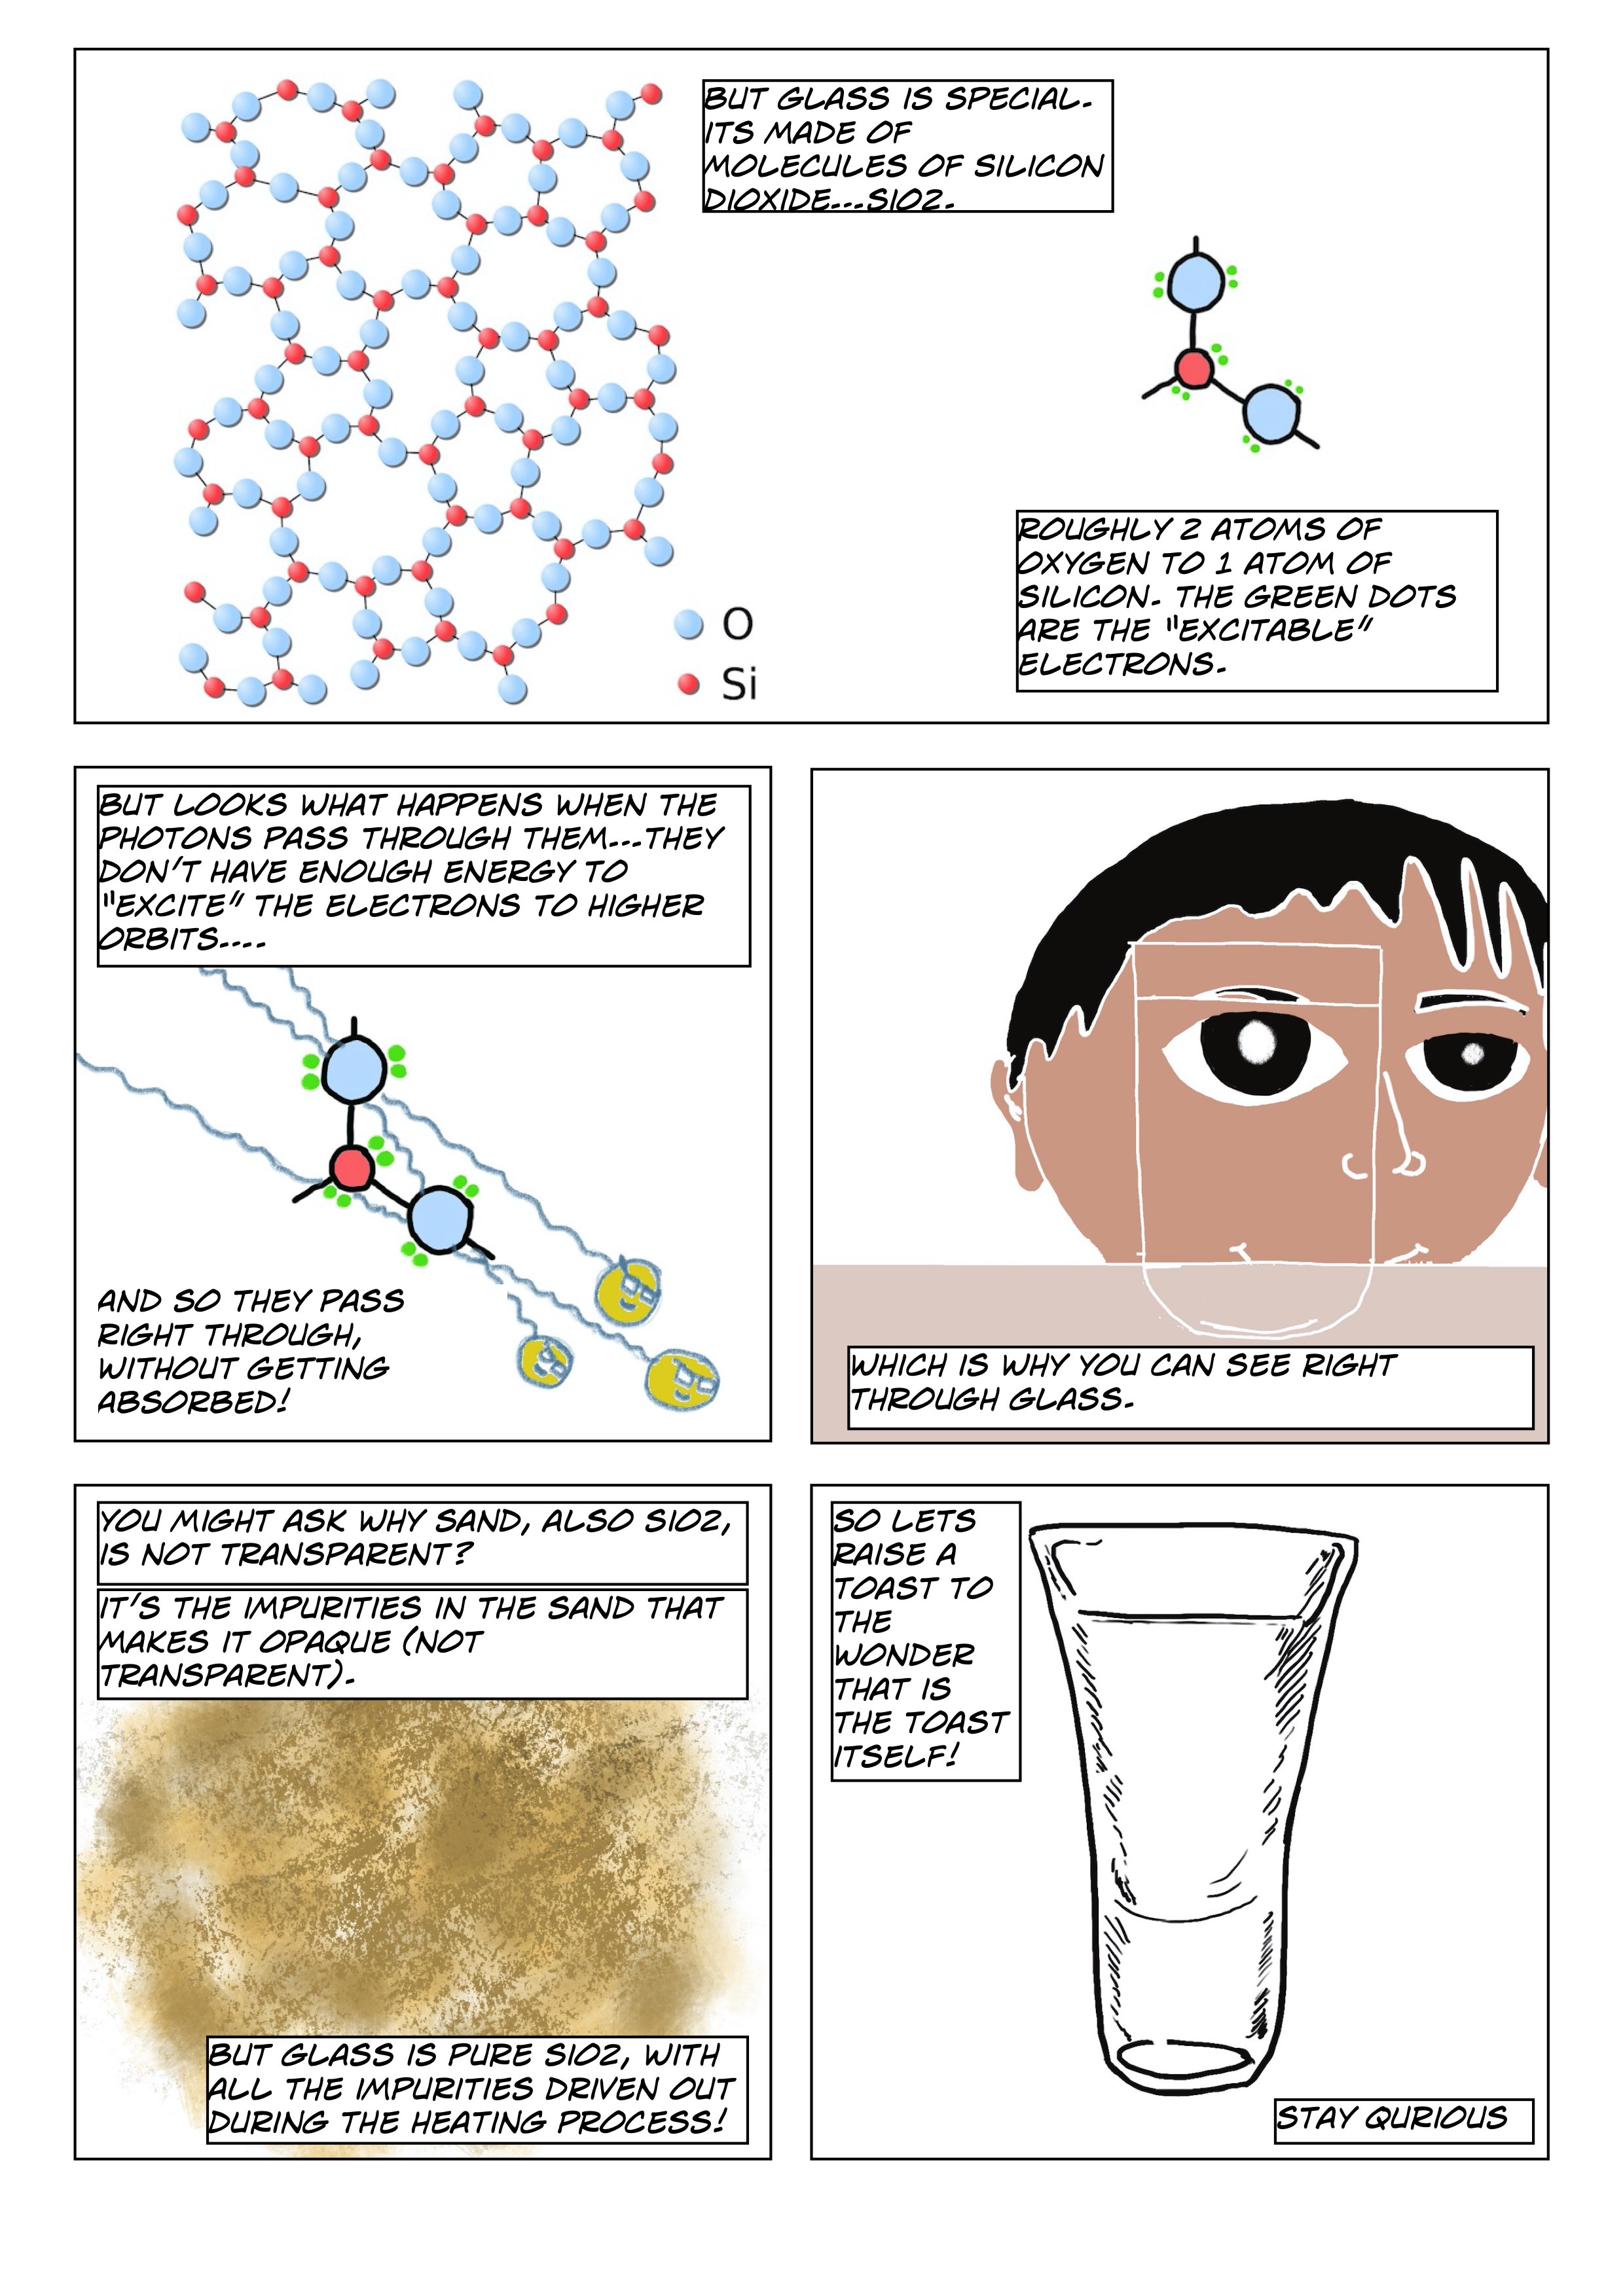 BUT GLASS IS SPECIAL.
ITS MADE OF
MOLECULES OF SILICON
DIOXIDE...SIO2.
O
Si
ROUGHLY 2 ATOMS OF
OXYGEN TO 1 ATOM OF
SILICON. THE GREEN DOTS
ARE THE "EXCITABLE"
ELECTRONS.
BUT LOOKS WHAT HAPPENS WHEN THE
PHOTONS PASS THROUGH THEM...THEY
DON'T HAVE ENOUGH ENERGY TO
"EXCITE" THE ELECTRONS TO HIGHER
ORBITS....
AND SO THEY PASS
RIGHT THROUGH,
WITHOUT GETTING
ABSORBED!
WHICH IS WHY YOU CAN SEE RIGHT
THROUGH GLASS.
YOU MIGHT ASK WHY SAND, ALSO SIO2,
IS NOT TRANSPARENT?
IT'S THE IMPURITIES IN THE SAND THAT
MAKES IT OPAQUE (NOT
TRANSPARENT).
BUT GLASS IS PURE SIO2, WITH
ALL THE IMPURITIES DRIVEN OUT
DURING THE HEATING PROCESS!
SO LETS
RAISE A
TOAST TO
THE
WONDER
THAT IS
THE TOAST
ITSELF!
STAY QURIOUS